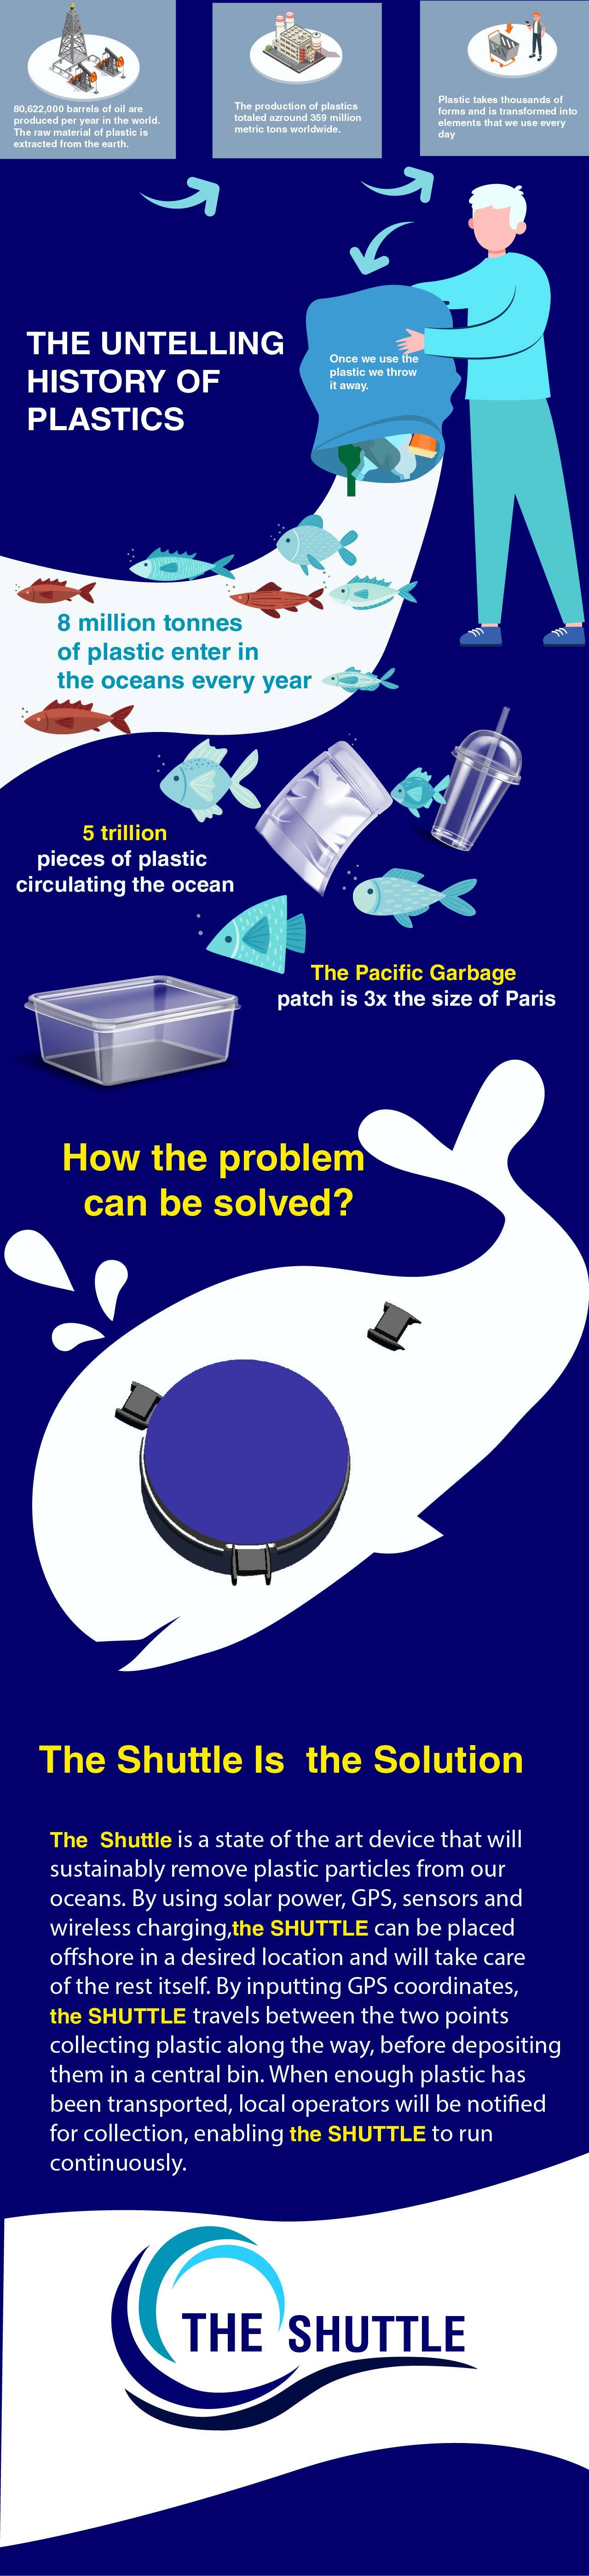 80,622,000 barrels of oil are
produced per year in the world.
The raw material of plastic is
extracted from the earth.
The production of plastics
totaled azround 359 million
metric tons worldwide.
Plastic takes thousands of
forms and is transformed into
elements that we use every
day
THE UNTELLING
HISTORY OF
PLASTICS
Once we use the
plastic we throw
it away.
8 million tonnes
of plastic enter in
the oceans every year
5 trillion
pieces of plastic
circulating the ocean
The Pacific Garbage
patch is 3x the size of Paris
How the problem
can be solved?
The Shuttle Is the Solution
The Shuttle is a state of the art device that will
sustainably remove plastic particles from our
oceans. By using solar power, GPS, sensors and
wireless charging,the SHUTTLE can be placed
offshore in a desired location and will take care
of the rest itself. By inputting GPS coordinates,
the SHUTTLE travels between the two points
collecting plastic along the way, before depositing
them in a central bin. When enough plastic has
been transported, local operators will be notified
for collection, enabling the SHUTTLE to run
continuously.
THE SHUTTLE